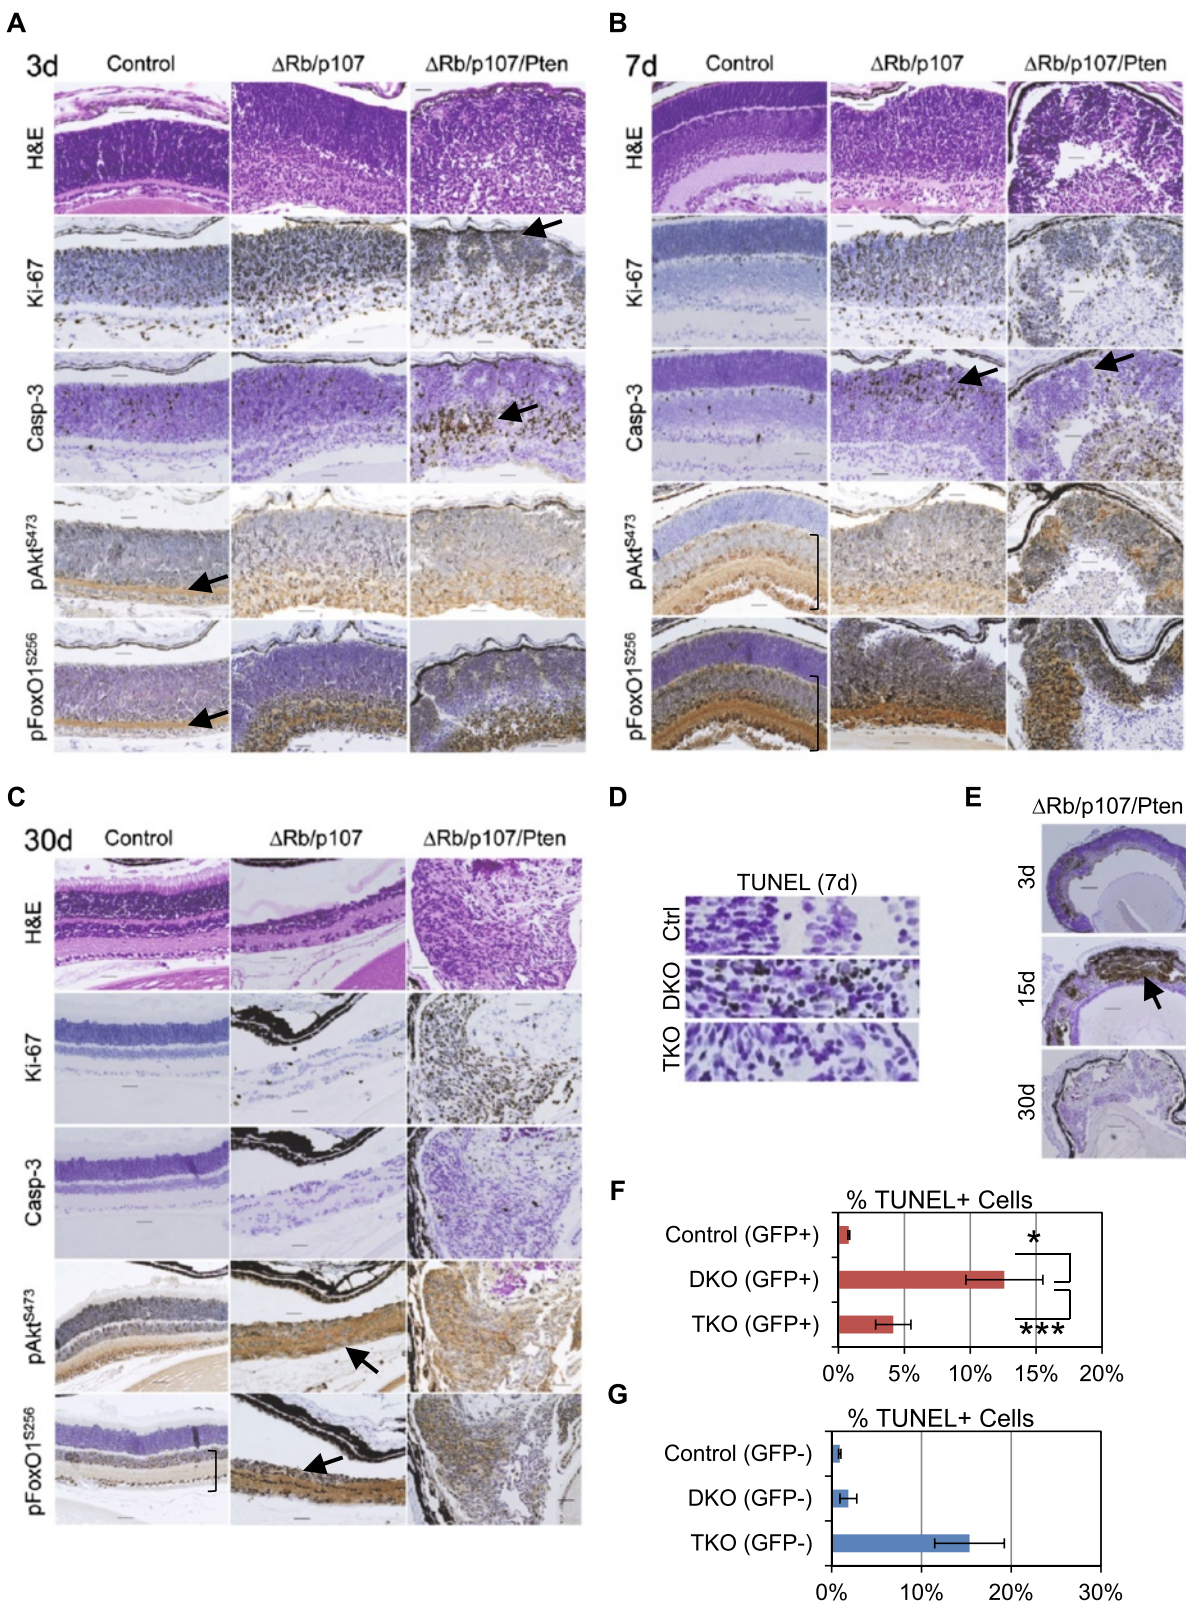 A
3d
Control
ΔRb/p107
ΔRb/p107/Pten
H&E
Ki-67
Casp-3
pAktS473
pFoxO1S256
B
7d
Control
ΔRb/p107
ΔRb/p107/Pten
H&E
Ki-67
Casp-3
pAktS473
pFoxO1S256
C
30d
Control
ΔRb/p107
ΔRb/p107/Pten
H&E
Ki-67
Casp-3
pAktS473
pFoxO1S256
D
TUNEL (7d)
Ctrl
DKO
TKO
E
ΔRb/p107/Pten
3d
15d
30d
F
% TUNEL+ Cells
Control (GFP+)
*
DKO (GFP+)
TKO (GFP+)
***
0% 5% 10% 15% 20%
G
% TUNEL+ Cells
Control (GFP-)
DKO (GFP-)
TKO (GFP-)
0% 10% 20% 30%